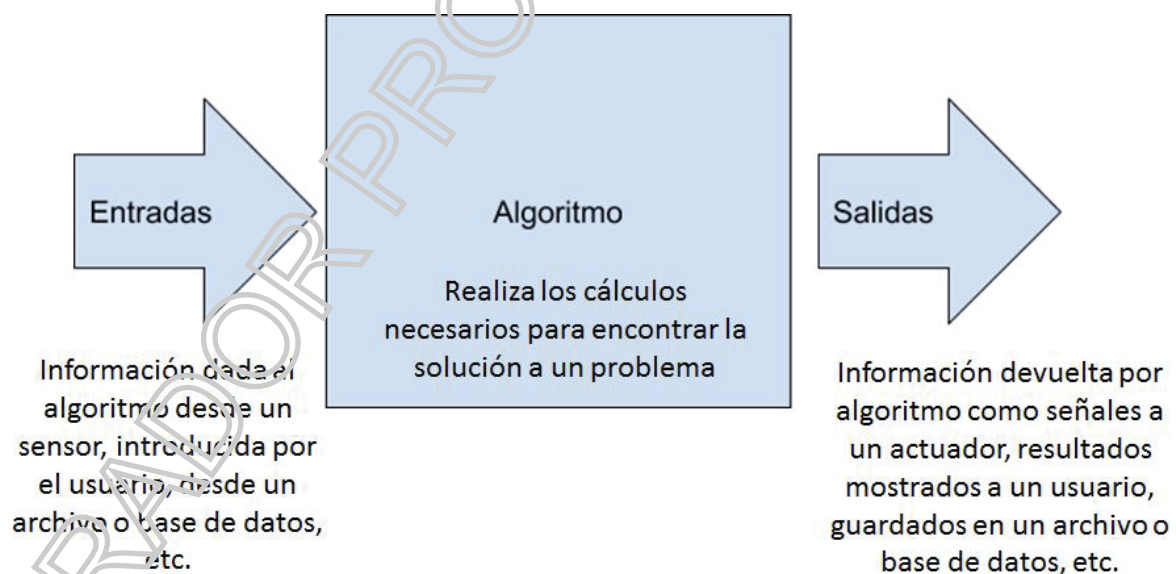 Entradas
Información dada al
algoritmo desde un
sensor, introducida por
el usuario, desde un
archivo o base de datos,
etc.
Algoritmo
Realiza los cálculos
necesarios para encontrar la
solución a un problema
Salidas
Información devuelta por
algoritmo como señales a
un actuador, resultados
mostrados a un usuario,
guardados en un archivo o
base de datos, etc.
RADOR PRO